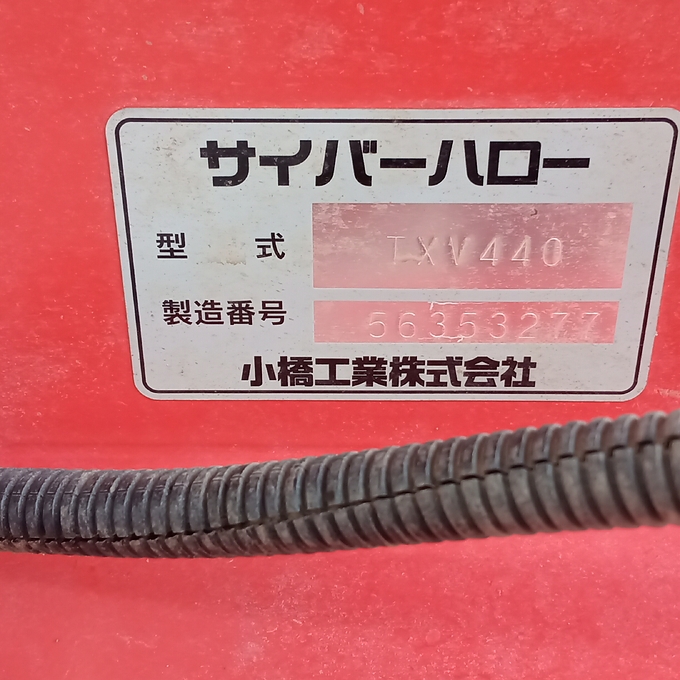 サイバーハロー
型式 TXV440
製造番号 56353277
小橋工業株式会社